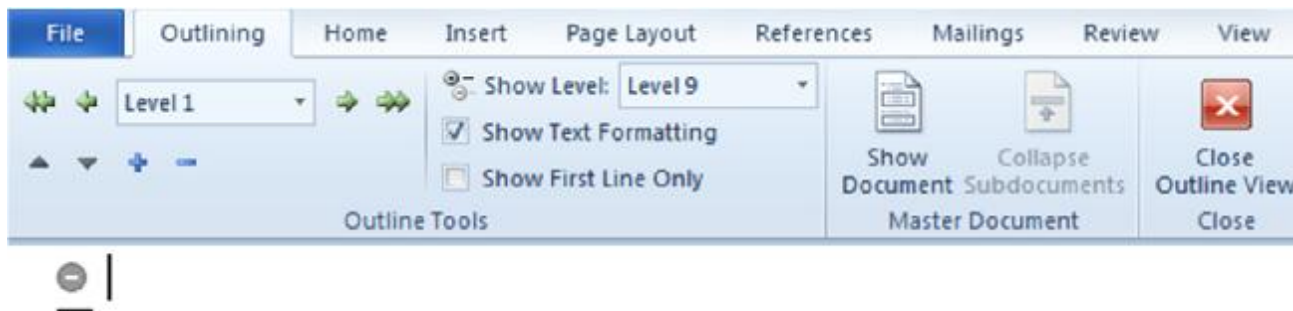 File Outlining Home Insert Page Layout References Mailings Review View
Level 1
Show Level: Level 9
Show Text Formatting
Show First Line Only
Outline Tools
Show Document
Collapse Subdocuments
Master Document
Close Outline View
Close